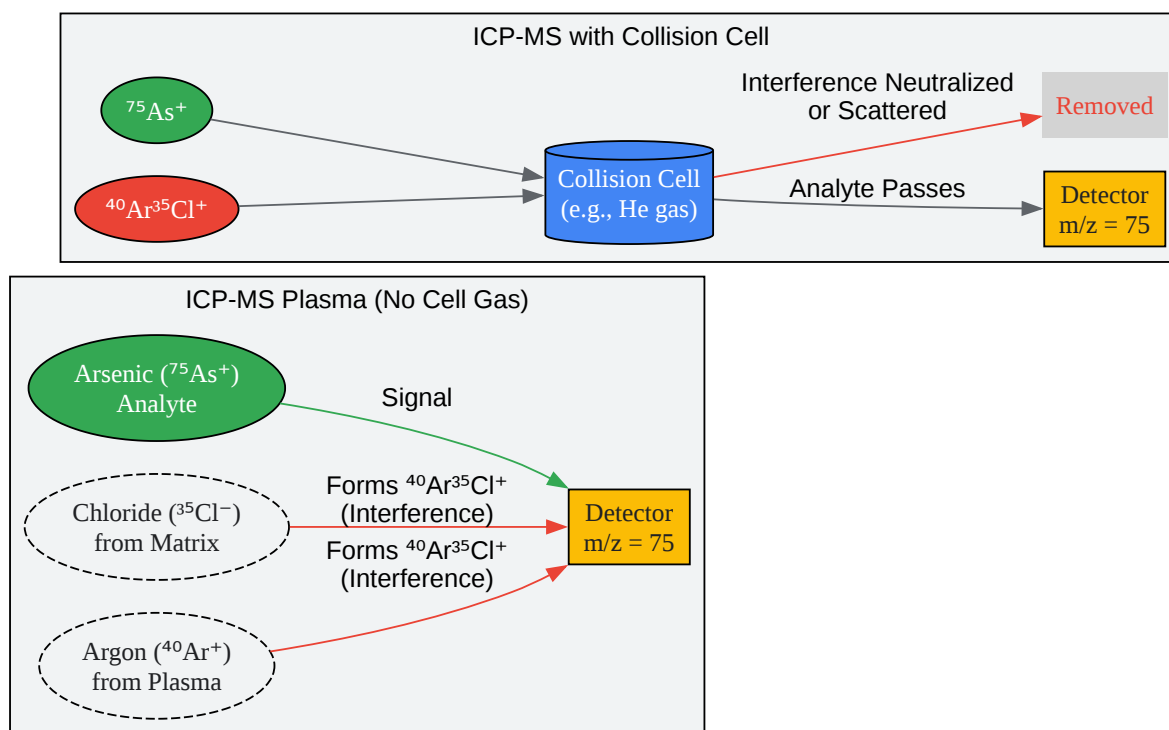 ICP-MS with Collision Cell
⁷⁵As⁺
⁴⁰Ar³⁵Cl⁺
Collision Cell
(e.g., He gas)
Interference Neutralized
or Scattered
Removed
Analyte Passes
Detector
m/z = 75
ICP-MS Plasma (No Cell Gas)
Arsenic (⁷⁵As⁺)
Analyte
Signal
Chloride (³⁵Cl⁻)
from Matrix
Forms ⁴⁰Ar³⁵Cl⁺
(Interference)
Forms ⁴⁰Ar³⁵Cl⁺
(Interference)
Detector
m/z = 75
Argon (⁴⁰Ar⁺)
from Plasma